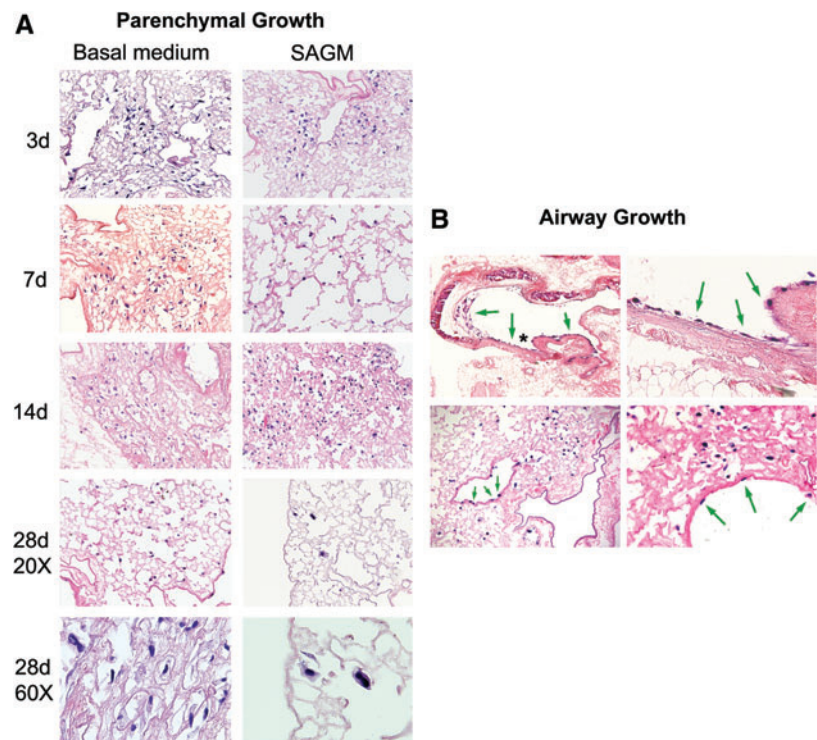 A
Parenchymal Growth
Basal medium SAGM
3d
7d
14d
28d
20X
28d
60X
B
Airway Growth
*